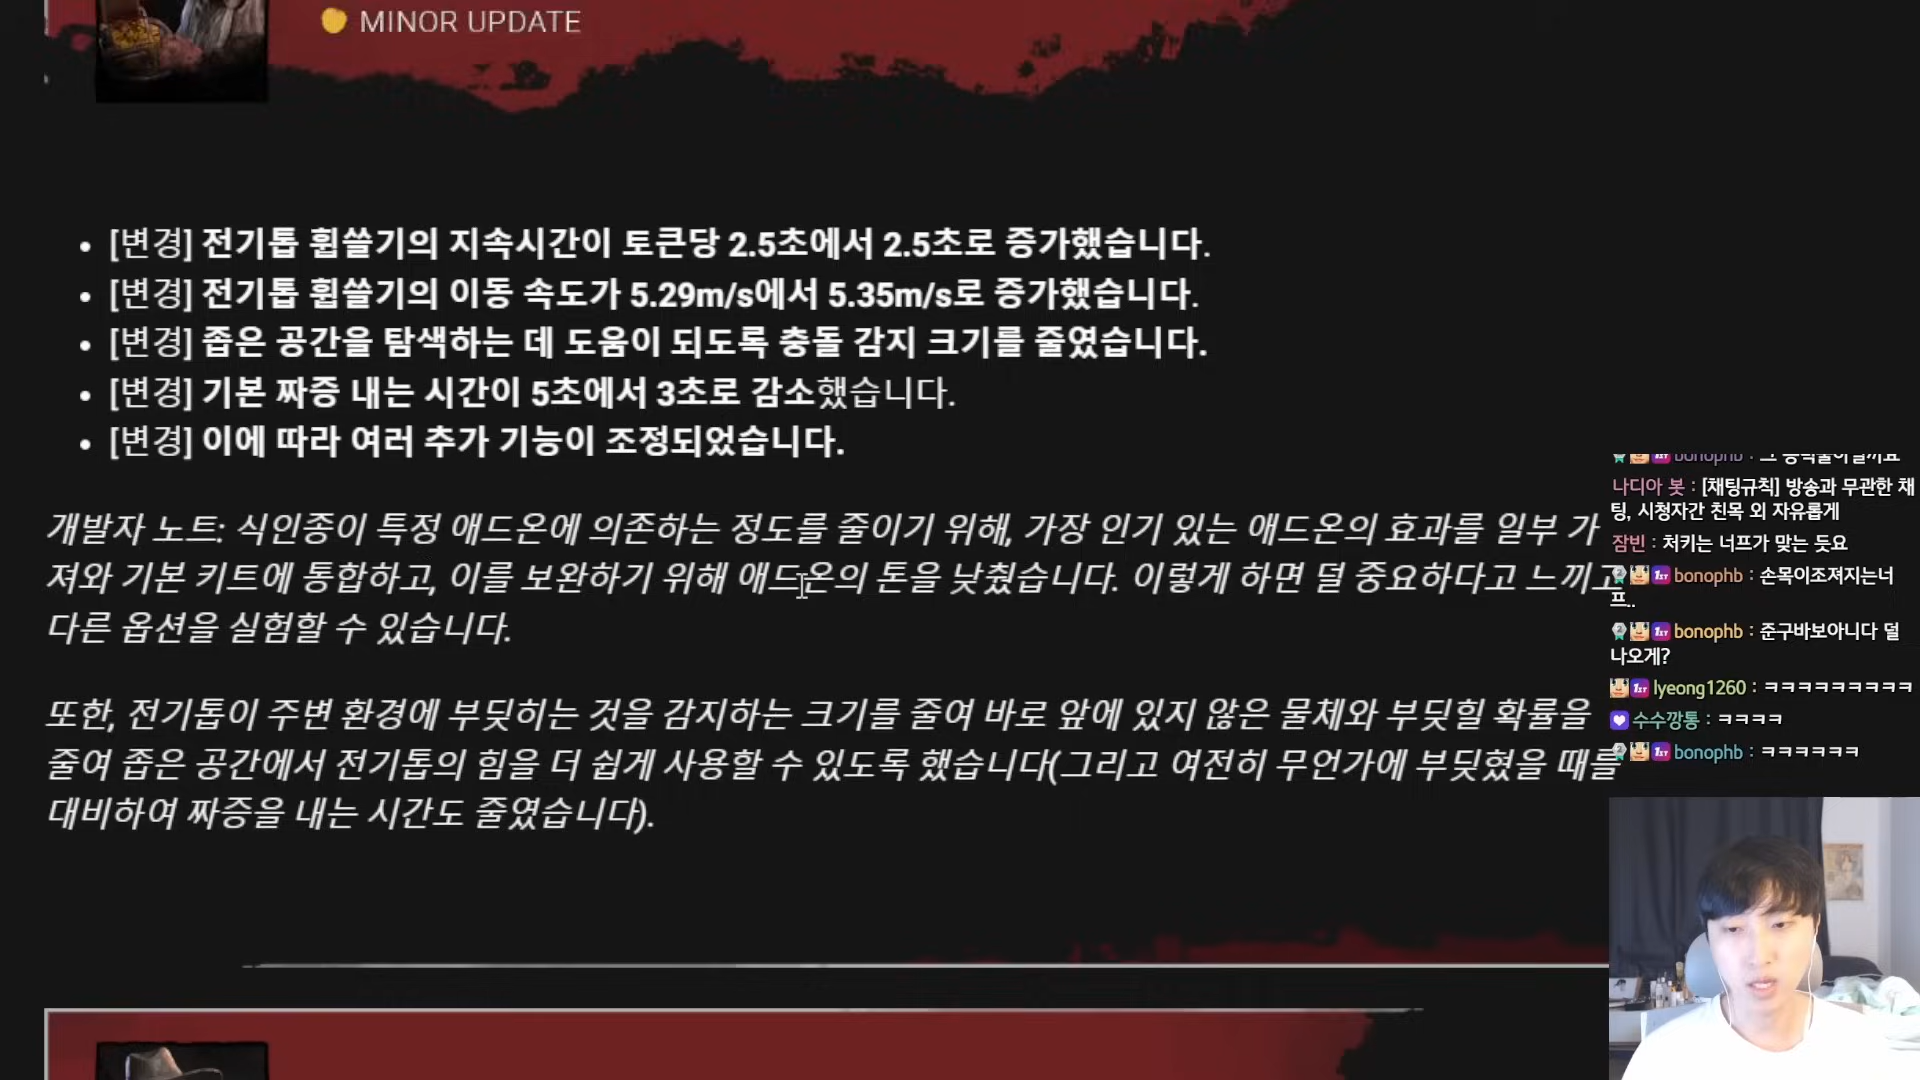 MINOR UPDATE
• [변경] 전기톱 휩쓸기의 지속시간이 토큰당 2.5초에서 2.5초로 증가했습니다.
• [변경] 전기톱 휩쓸기의 이동 속도가 5.29m/s에서 5.35m/s로 증가했습니다.
• [변경] 좁은 공간을 탐색하는 데 도움이 되도록 충돌 감지 크기를 줄였습니다.
• [변경] 기본 짜증 내는 시간이 5초에서 3초로 감소했습니다.
• [변경] 이에 따라 여러 추가 기능이 조정되었습니다.
개발자 노트: 식인종이 특정 애드온에 의존하는 정도를 줄이기 위해, 가장 인기 있는 애드온의 효과를 일부 가
져와 기본 키트에 통합하고, 이를 보완하기 위해 애드온의 톤을 낮췄습니다. 이렇게 하면 덜 중요하다고 느끼고
다른 옵션을 실험할 수 있습니다.
또한, 전기톱이 주변 환경에 부딪히는 것을 감지하는 크기를 줄여 바로 앞에 있지 않은 물체와 부딪힐 확률을
줄여 좁은 공간에서 전기톱의 힘을 더 쉽게 사용할 수 있도록 했습니다(그리고 여전히 무언가에 부딪혔을 때를
대비하여 짜증을 내는 시간도 줄였습니다).
bonophb :
나디아 봇 : [채팅규칙] 방송과 무관한 채
팅, 시청자간 친목 외 자유롭게
잠빈 : 처키는 너프가 맞는 듯요
bonophb : 손목이조져지는너
프..
bonophb : 준구바보아니다 덜
나오게?
lyeong1260 : ㅋㅋㅋㅋㅋㅋㅋㅋㅋ
수수깡통 : ㅋㅋㅋㅋ
bonophb : ㅋㅋㅋㅋㅋㅋ